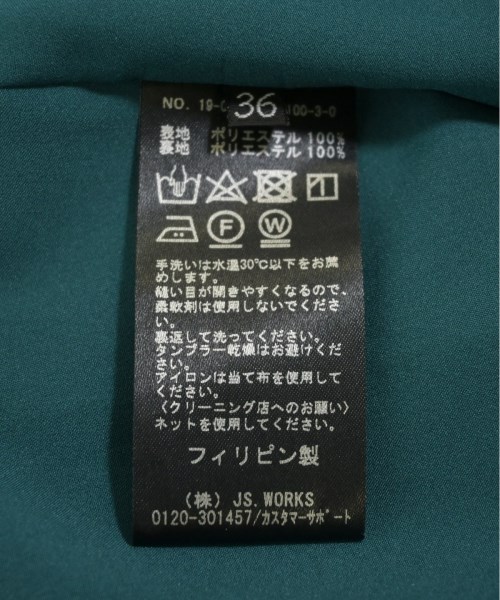 NO. 19-
36
00-3-0
表地 ポリエステル 100%
裏地 ポリエステル 100%
F
W
手洗いは水温30℃以下をお薦
めします。
縫い目が開きやすくなるので、
柔軟剤は使用しないでくださ
い。
裏返して洗ってください。
タンブラー乾燥はお避けくだ
さい。
アイロンは当て布を使用して
ください。
〈クリーニング店へのお願い〉
ネットを使用してください。
フィリピン製
(株) JS.WORKS
0120-301457/カスタマーサポート